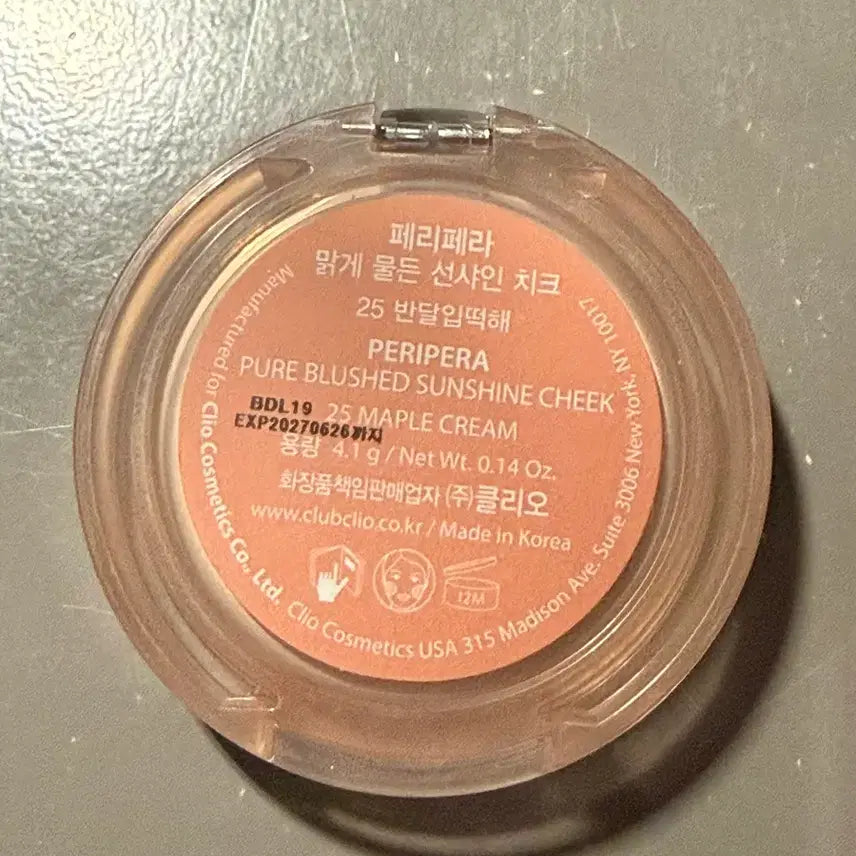 페리페라
맑게 물든 선샤인 치크
25 반달입떡해
PERIPERA
PURE BLUSHED SUNSHINE CHEEK
25 MAPLE CREAM
BDL19
EXP20270626까지
용량 4.1 g / Net Wt. 0.14 Oz.
화장품책임판매업자 (주)클리오
www.clubclio.co.kr / Made in Korea
12M
Manufactured for Clio Cosmetics Co., Ltd. Clio Cosmetics USA 315 Madison Ave. Suite 3006 New York, NY 10017